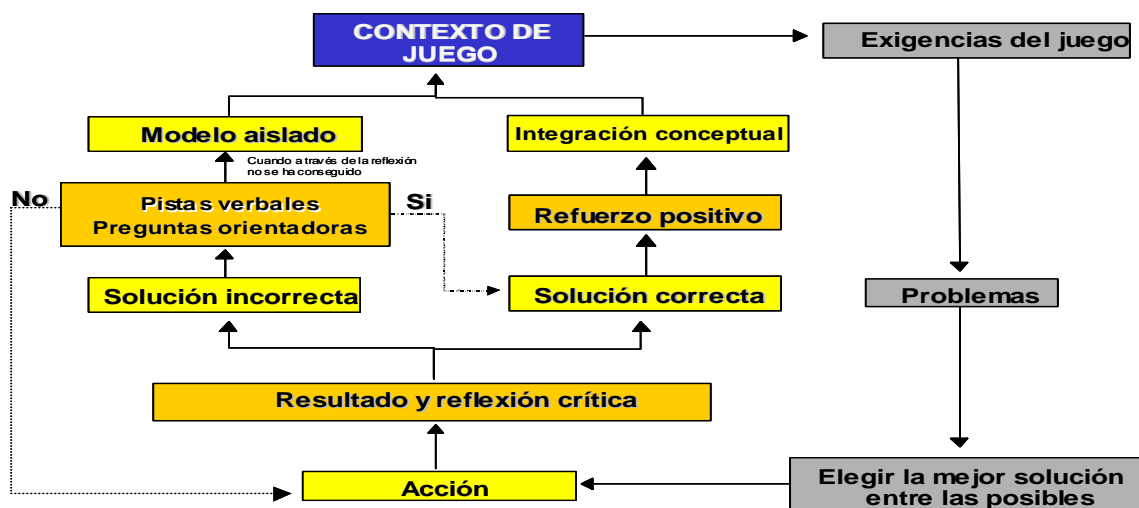 CONTEXTO DE
JUEGO
Exigencias del juego
Modelo aislado
Integración conceptual
Cuando a través de la reflexión
no se ha conseguido
No
Pistas verbales
Preguntas orientadoras
Si
Refuerzo positivo
Solución incorrecta
Solución correcta
Problemas
Resultado y reflexión crítica
Acción
Elegir la mejor solución
entre las posibles